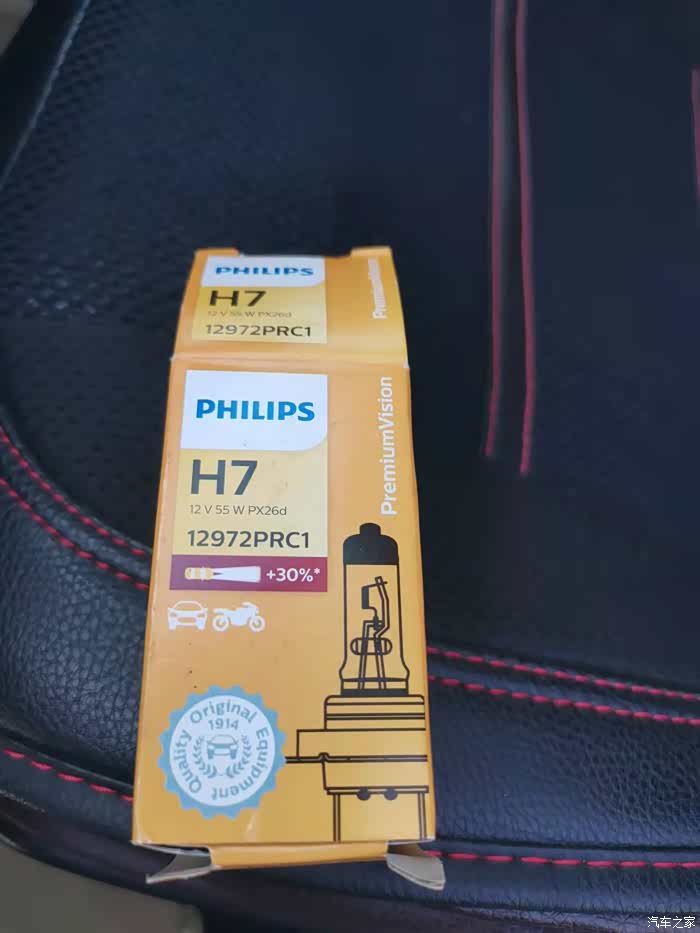 PHILIPS
H7
12 V 55 W PX26d
12972PRC1
PremiumVision
PHILIPS
H7
12 V 55 W PX26d
12972PRC1
PremiumVision
+30%*
Original Equipment Quality
1914
汽车之家